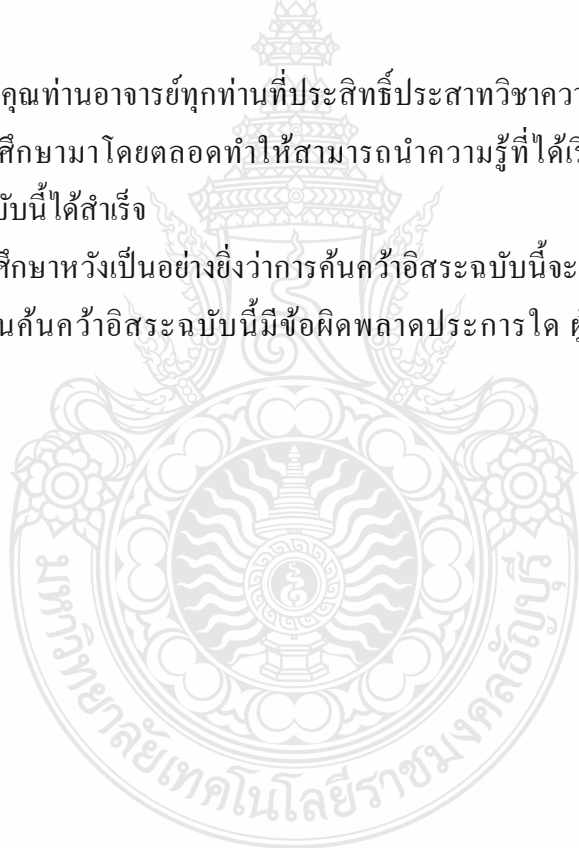 คุณท่านอาจารย์ทุกท่านที่ประสิทธิ์ประสาทวิชาควา
ศึกษามาโดยตลอดทำให้สามารถนำความรู้ที่ได้เรี
บับนี้ได้สำเร็จ
ศึกษาหวังเป็นอย่างยิ่งว่าการค้นคว้าอิสระฉบับนี้จะ
นค้นคว้าอิสระฉบับนี้มีข้อผิดพลาดประการใด ผู้
มหาวิทยาลัยเทคโนโลยีราชมงคลธัญบุรี